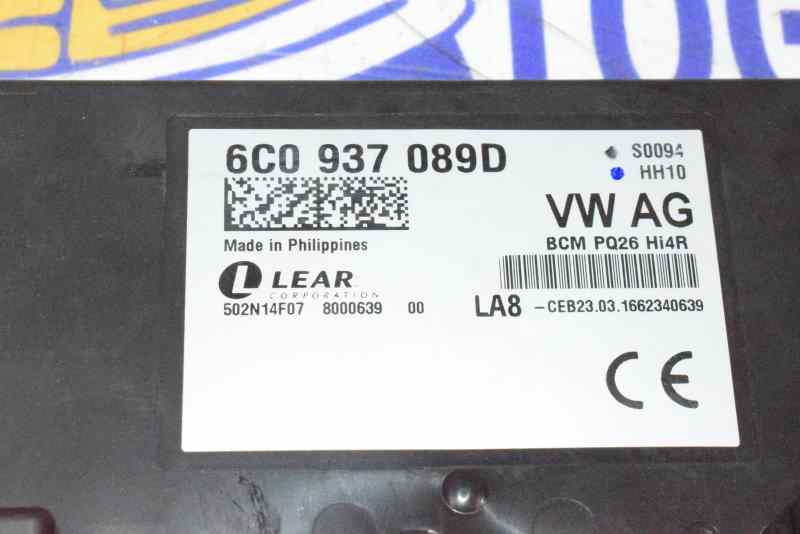 6C0 937 089D
S0094
HH10
VW AG
BCM PQ26 Hi4R
Made in Philippines
LEAR
CORPORATION
502N14F07 8000639 00
LA8 -CEB23.03.1662340639
CE